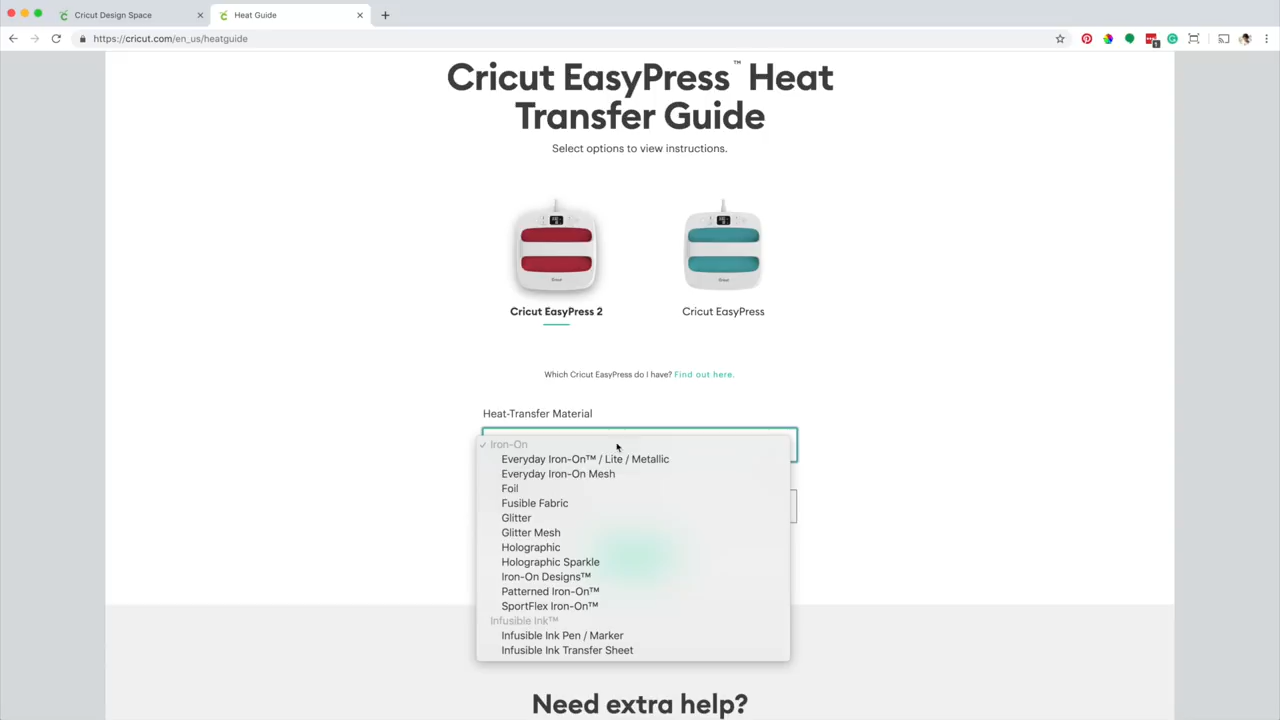 Cricut Design Space
Heat Guide
https://cricut.com/en_us/heatguide
Cricut EasyPress™ Heat
Transfer Guide
Select options to view instructions.
Cricut EasyPress 2
Cricut EasyPress
Which Cricut EasyPress do I have? Find out here.
Heat-Transfer Material
Iron-On
Everyday Iron-On™ / Lite / Metallic
Everyday Iron-On Mesh
Foil
Fusible Fabric
Glitter
Glitter Mesh
Holographic
Holographic Sparkle
Iron-On Designs™
Patterned Iron-On™
SportFlex Iron-On™
Infusible Ink™
Infusible Ink Pen / Marker
Infusible Ink Transfer Sheet
Need extra help?